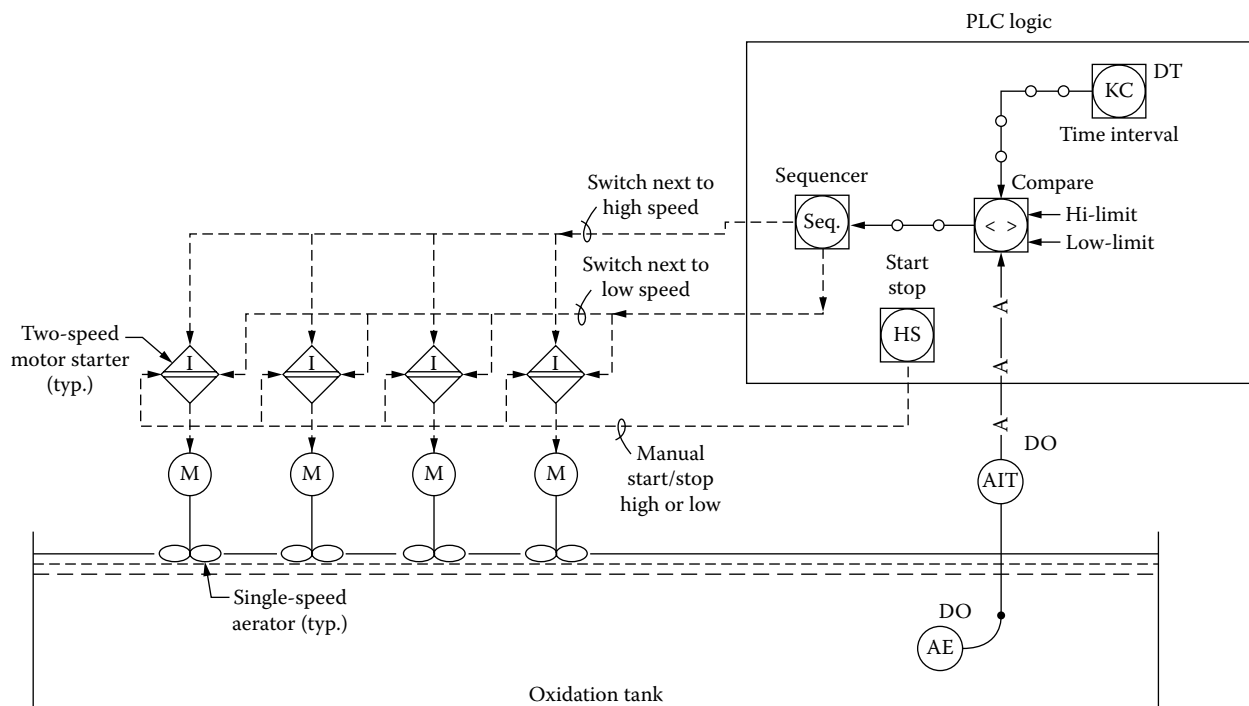 PLC logic
KC
DT
Time interval
Sequencer
Compare
Switch next to
high speed
Seq.
< >
Hi-limit
Low-limit
Switch next to
low speed
Start
stop
HS
A
A
A
Two-speed
motor starter
(typ.)
I
I
I
I
Manual
start/stop
high or low
M
M
M
M
DO
AIT
Single-speed
aerator (typ.)
DO
AE
Oxidation tank